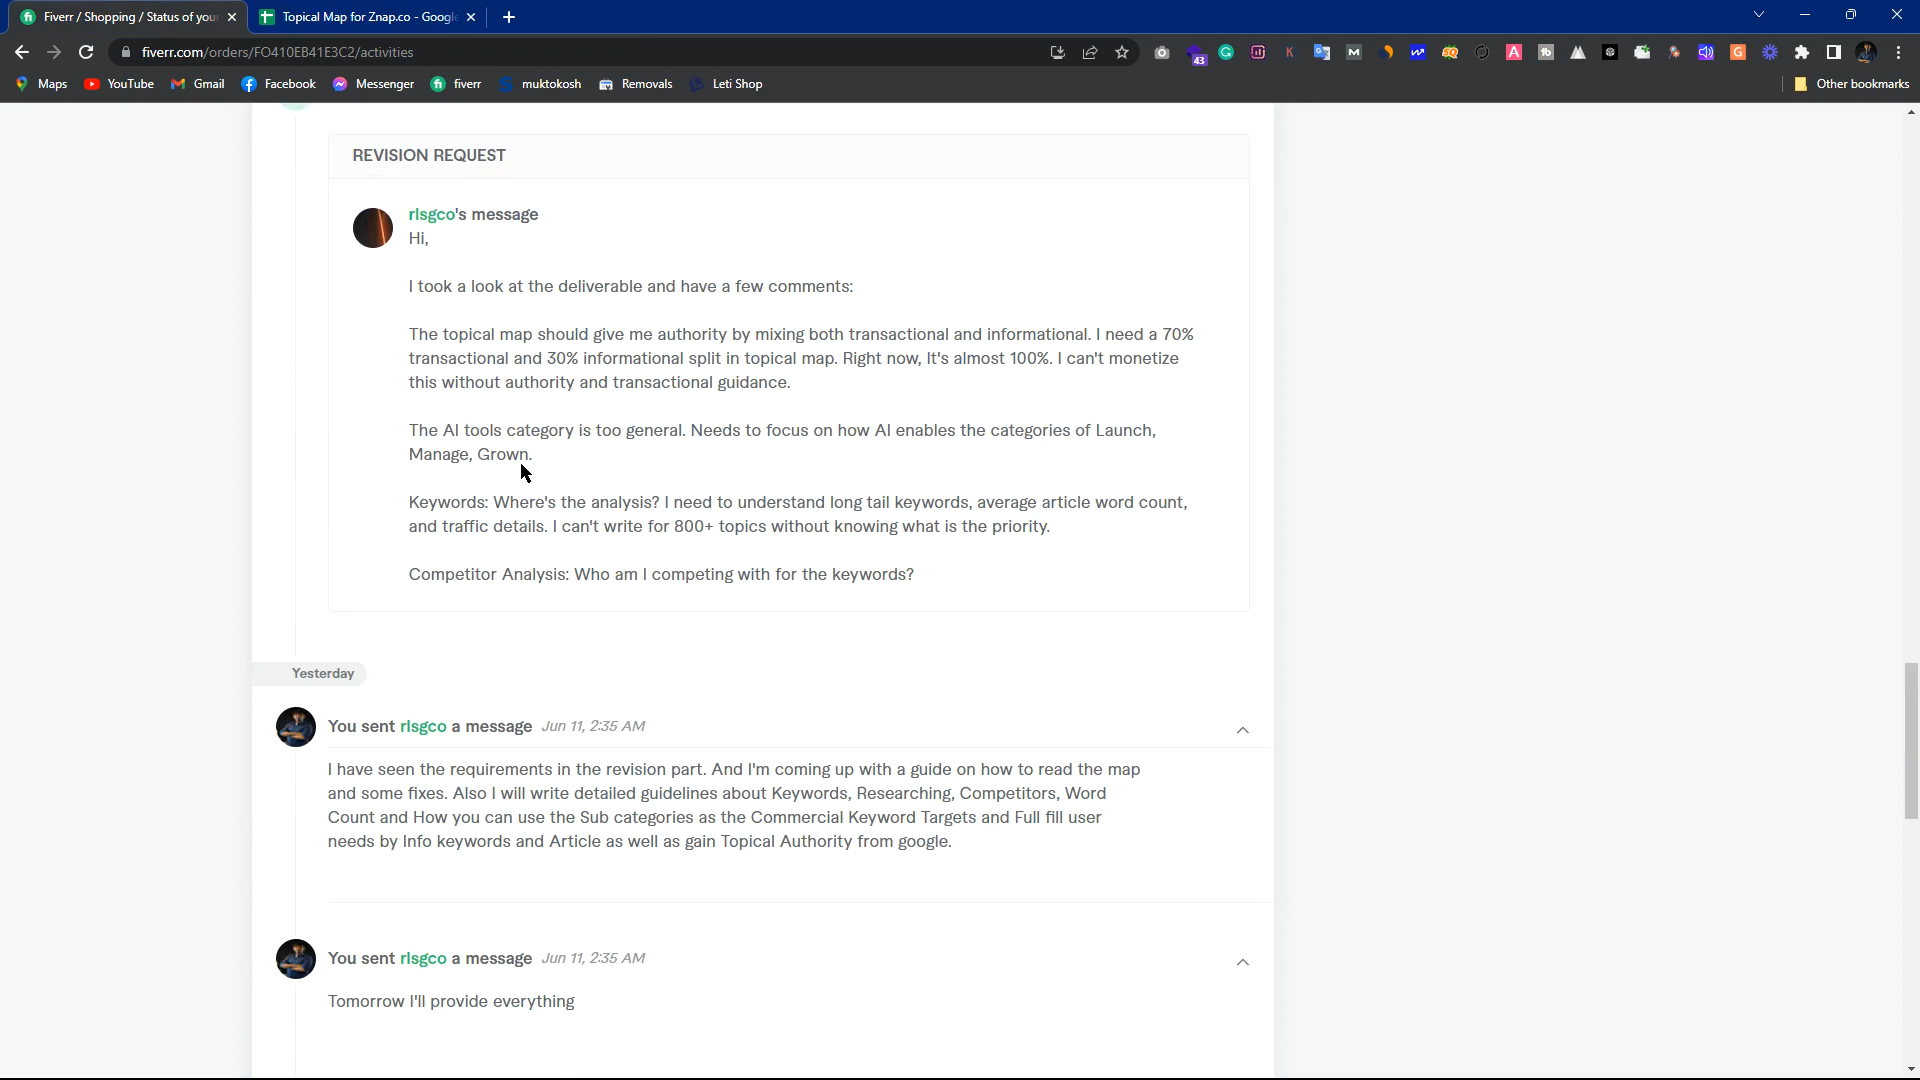 Fiverr / Shopping / Status of your
Topical Map for Znap.co - Googl
fiverr.com/orders/FO410EB41E3C2/activities
43
Maps
YouTube
Gmail
Facebook
Messenger
fiverr
muktokosh
Removals
Leti Shop
Other bookmarks
REVISION REQUEST
rlsgco's message
Hi,
I took a look at the deliverable and have a few comments:
The topical map should give me authority by mixing both transactional and informational. I need a 70%
transactional and 30% informational split in topical map. Right now, It's almost 100%. I can't monetize
this without authority and transactional guidance.
The AI tools category is too general. Needs to focus on how AI enables the categories of Launch,
Manage, Grown.
Keywords: Where's the analysis? I need to understand long tail keywords, average article word count,
and traffic details. I can't write for 800+ topics without knowing what is the priority.
Competitor Analysis: Who am I competing with for the keywords?
Yesterday
You sent rlsgco a message Jun 11, 2:35 AM
I have seen the requirements in the revision part. And I'm coming up with a guide on how to read the map
and some fixes. Also I will write detailed guidelines about Keywords, Researching, Competitors, Word
Count and How you can use the Sub categories as the Commercial Keyword Targets and Full fill user
needs by Info keywords and Article as well as gain Topical Authority from google.
You sent rlsgco a message Jun 11, 2:35 AM
Tomorrow I'll provide everything